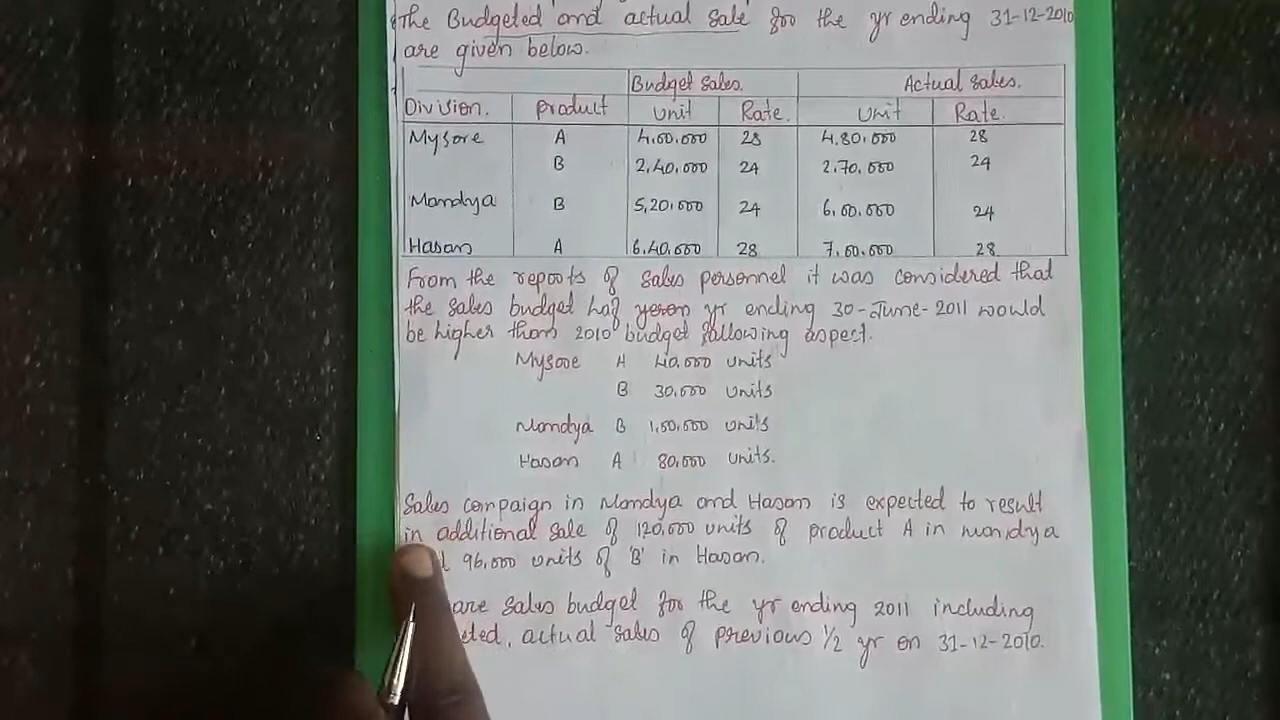 The Budgeted and actual sale for the yr ending 31-12-2010
are given below.
Budget Sales. Actual Sales.
Division. Product Unit Rate. Unit Rate.
Mysore A 4,00,000 28 4,80,000 28
B 2,40,000 24 2,70,000 24
Mandya B 5,20,000 24 6,00,000 24
Hasan A 6,40,000 28 7,00,000 28
From the reports of sales personnel it was considered that
the sales budget half yr ending 30-June-2011 would
be higher than 2010 budget following aspect.
Mysore A 40,000 units
B 30,000 units
Mandya B 1,00,000 units
Hasan A 80,000 units.
Sales campaign in Mandya and Hasan is expected to result
in additional sale of 120,000 units of product A in mandya
96,000 units of 'B' in Hasan.
are sales budget for the yr ending 2011 including
eted, actual sales of previous 1/2 yr on 31-12-2010.